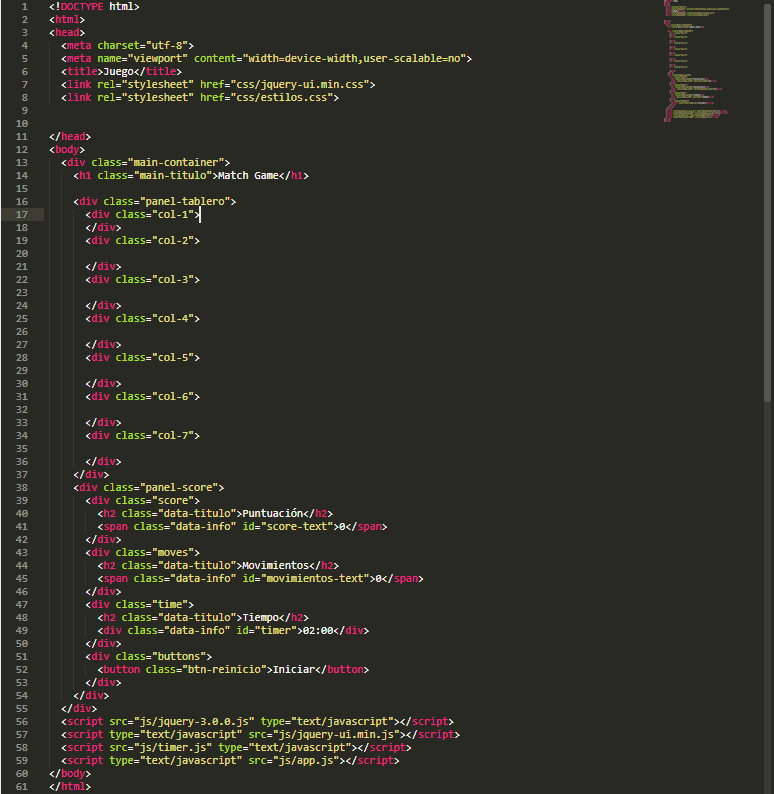 1 <!DOCTYPE html>
2 <html>
3 <head>
4 <meta charset="utf-8">
5 <meta name="viewport" content="width=device-width,user-scalable=no">
6 <title>Juego</title>
7 <link rel="stylesheet" href="css/jquery-ui.min.css">
8 <link rel="stylesheet" href="css/estilos.css">
9
10
11 </head>
12 <body>
13 <div class="main-container">
14 <h1 class="main-titulo">Match Game</h1>
15
16 <div class="panel-tablero">
17 <div class="col-1">
18 </div>
19 <div class="col-2">
20
21 </div>
22 <div class="col-3">
23
24 </div>
25 <div class="col-4">
26
27 </div>
28 <div class="col-5">
29
30 </div>
31 <div class="col-6">
32
33 </div>
34 <div class="col-7">
35
36 </div>
37 </div>
38 <div class="panel-score">
39 <div class="score">
40 <h2 class="data-titulo">Puntuación</h2>
41 <span class="data-info" id="score-text">0</span>
42 </div>
43 <div class="moves">
44 <h2 class="data-titulo">Movimientos</h2>
45 <span class="data-info" id="movimientos-text">0</span>
46 </div>
47 <div class="time">
48 <h2 class="data-titulo">Tiempo</h2>
49 <div class="data-info" id="timer">02:00</div>
50 </div>
51 <div class="buttons">
52 <button class="btn-reinicio">Iniciar</button>
53 </div>
54 </div>
55 </div>
56 <script src="js/jquery-3.0.0.js" type="text/javascript"></script>
57 <script type="text/javascript" src="js/jquery-ui.min.js"></script>
58 <script src="js/timer.js" type="text/javascript"></script>
59 <script type="text/javascript" src="js/app.js"></script>
60 </body>
61 </html>